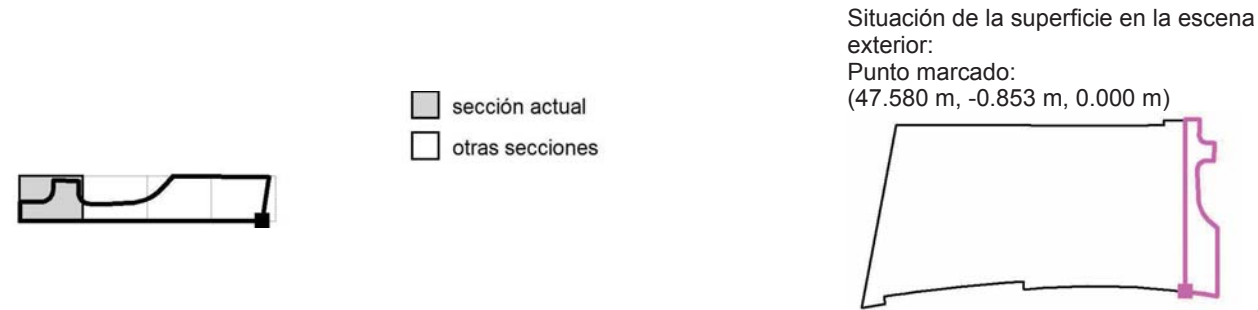 Situación de la superficie en la escena
exterior:
Punto marcado:
(47.580 m, -0.853 m, 0.000 m)
sección actual
otras secciones